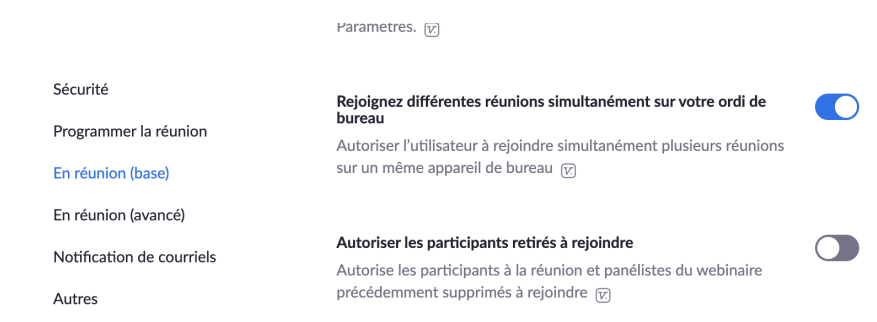 Paramètres.
Sécurité
Programmer la réunion
En réunion (base)
En réunion (avancé)
Notification de courriels
Autres
Rejoignez différentes réunions simultanément sur votre ordi de
bureau
Autoriser l’utilisateur à rejoindre simultanément plusieurs réunions
sur un même appareil de bureau
Autoriser les participants retirés à rejoindre
Autorise les participants à la réunion et panélistes du webinaire
précédemment supprimés à rejoindre